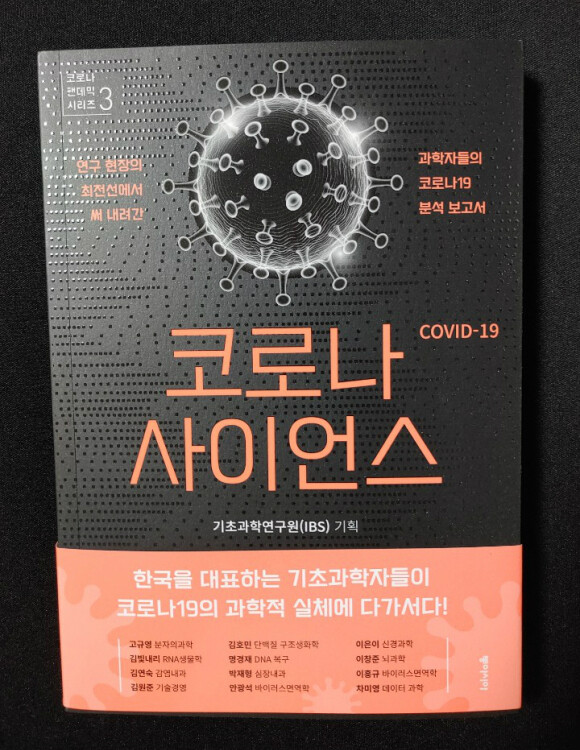 코로나
팬데믹
시리즈 3
연구 현장의
최전선에서
써 내려간
과학자들의
코로나19
분석 보고서
COVID-19
코로나
사이언스
기초과학연구원(IBS) 기획
한국을 대표하는 기초과학자들이
코로나19의 과학적 실체에 다가서다!
고규영 분자의과학 김호민 단백질 구조생화학 이은이 신경과학
김빛내리 RNA생물학 명경재 DNA 복구 이창준 뇌과학
김연숙 감염내과 박재형 심장내과 이흥규 바이러스면역학
김원준 기술경영 안광석 바이러스면역학 차미영 데이터 과학